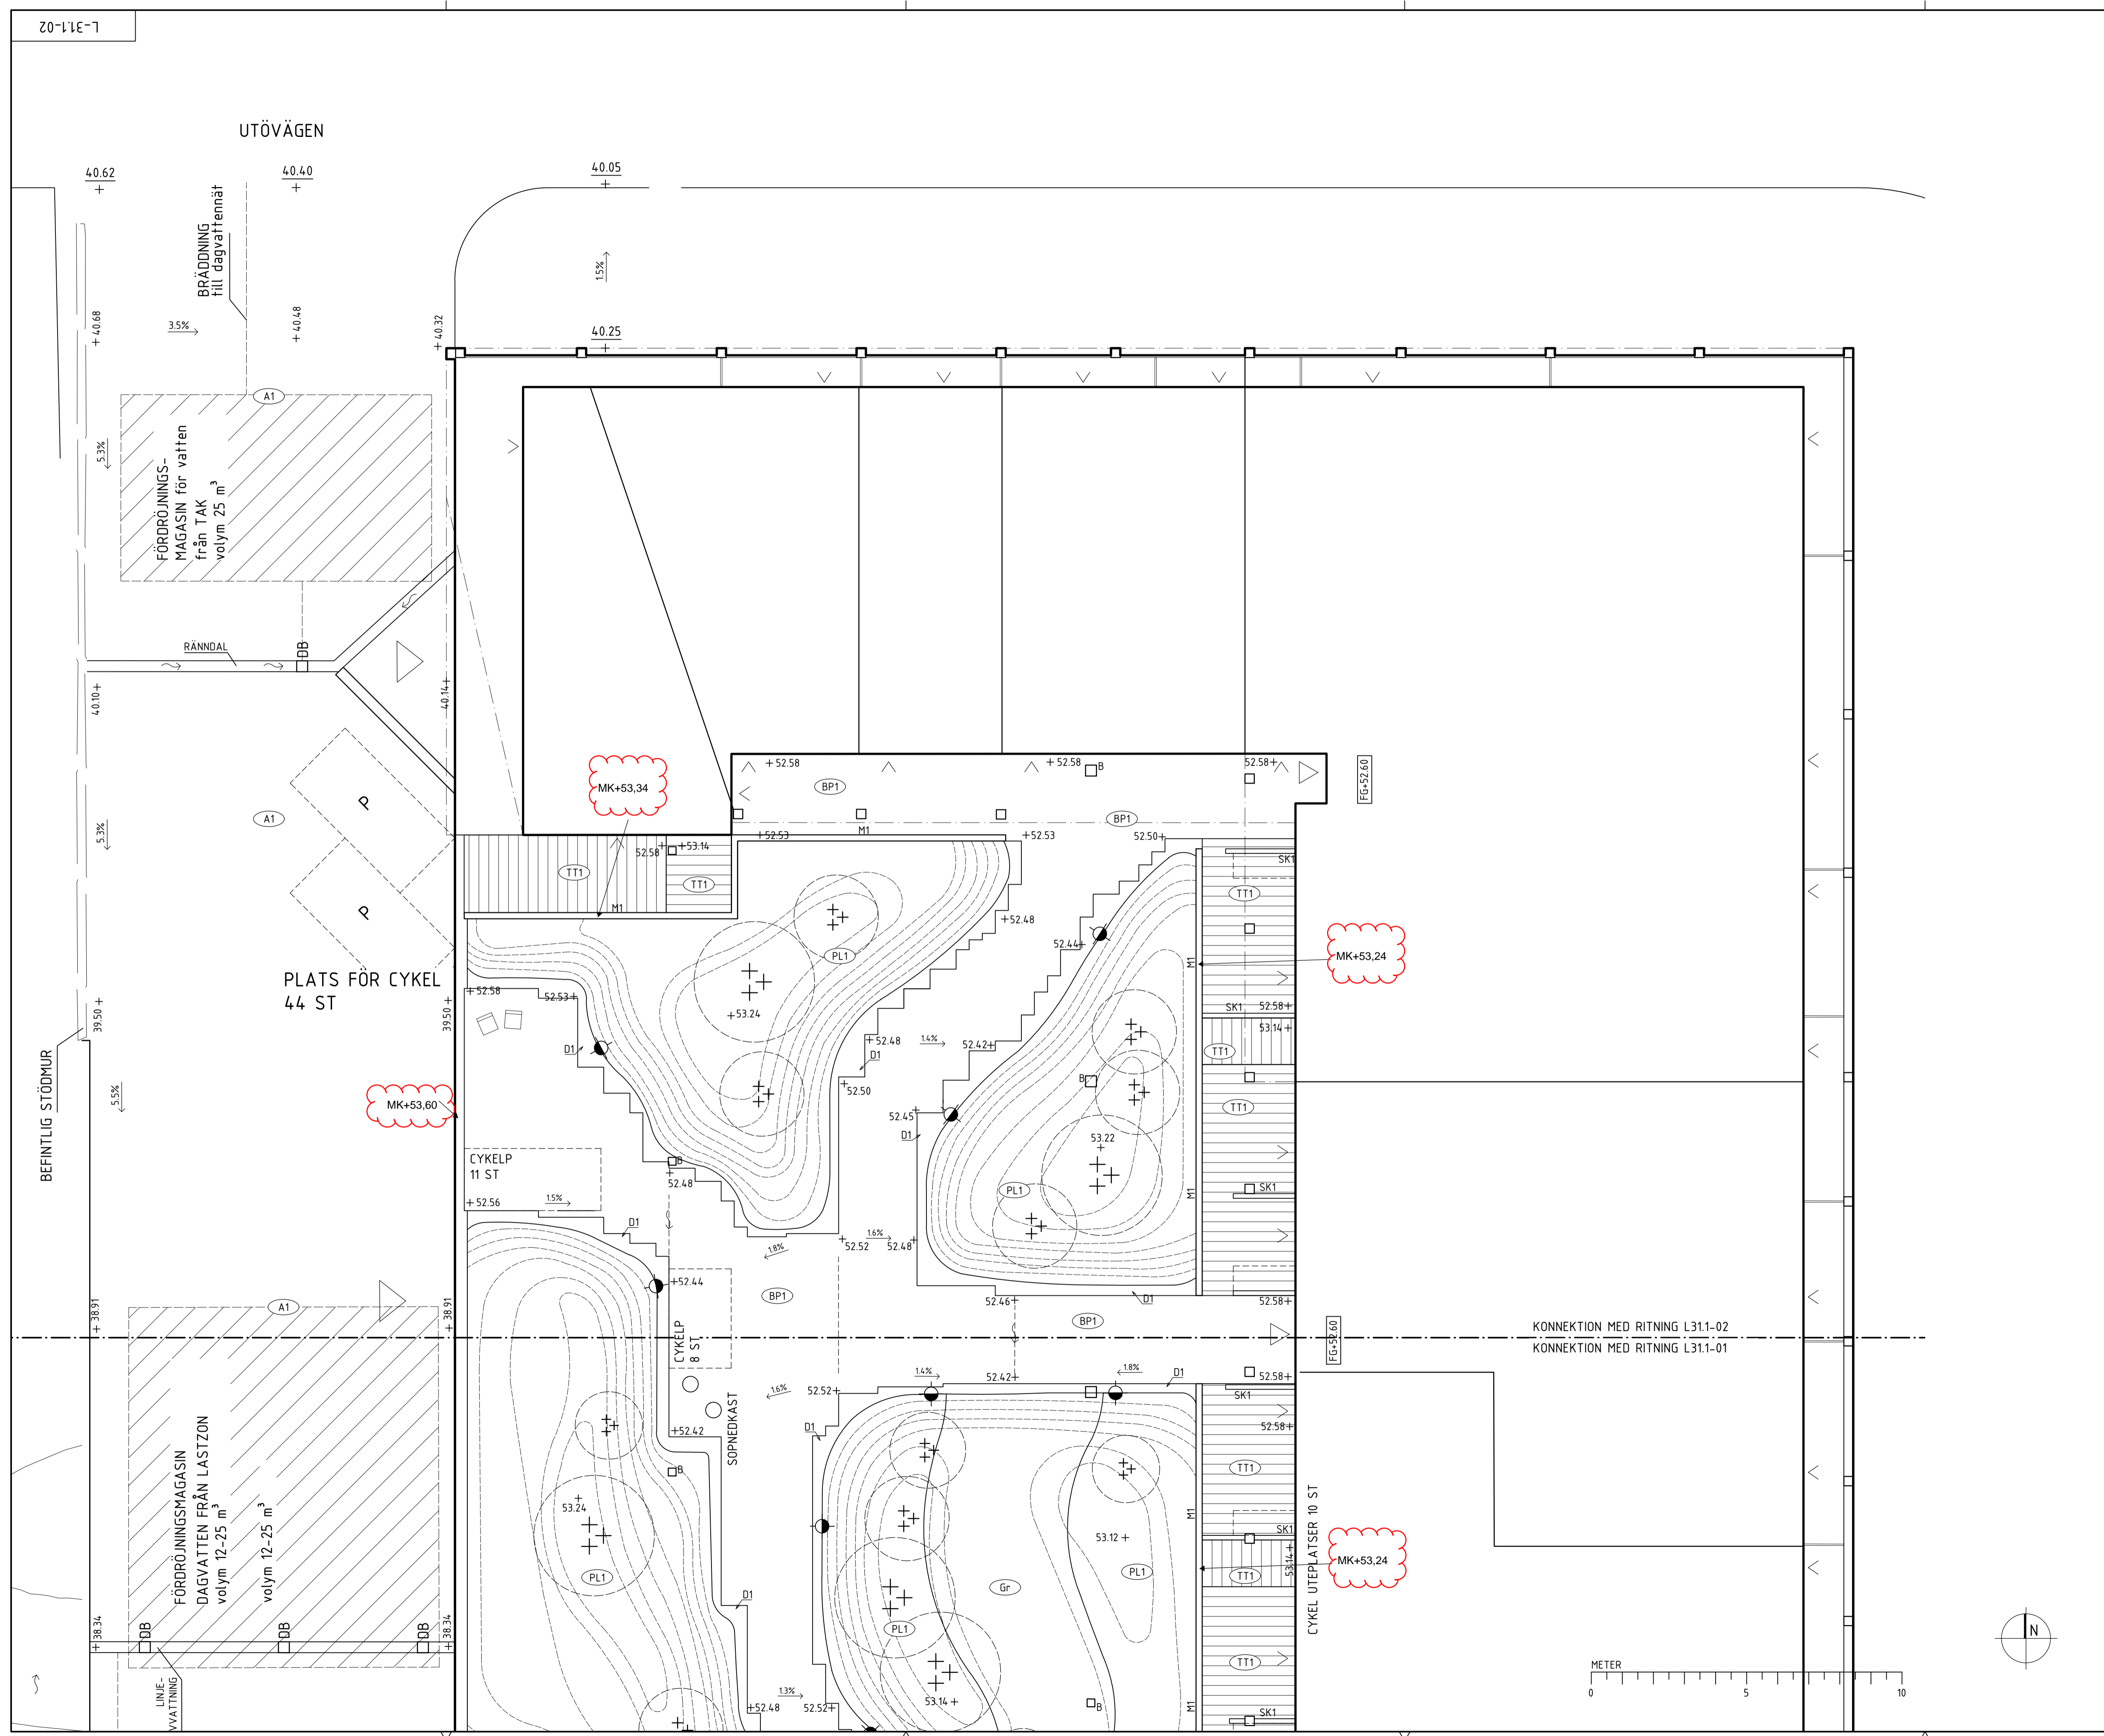 L-31.1-02
UTÖVÄGEN
40.62
40.40
40.05
BRÄDDNING
till dagvattennät
1.5%
40.68
3.5%
40.48
40.32
40.25
A1
5.3%
FÖRDRÖJNINGS-
MAGASIN för vatten
från TAK
volym 25 m³
RÄNNDAL
DB
40.10
40.14
P
A1
5.3%
P
MK+53,34
52.58
BP1
52.58
B
52.58
FG+52.60
52.53
M1
52.53
BP1
52.50
52.58
53.14
TT1
TT1
M1
SK1
TT1
52.48
52.44
PL1
M1
MK+53,24
PLATS FÖR CYKEL
44 ST
52.58
52.53
53.24
SK1
52.58
39.50
39.50
53.14
D1
52.48
1.4%
52.42
D1
TT1
BEFINTLIG STÖDMUR
5.5%
52.50
B
MK+53,60
52.45
TT1
D1
53.22
CYKELP
11 ST
B
52.48
PL1
M1
SK1
52.56
1.5%
D1
1.6%
52.52
52.48
1.8%
52.44
BP1
52.46
D1
52.58
A1
38.91
38.91
BP1
FG+52.60
KONNEKTION MED RITNING L31.1-02
KONNEKTION MED RITNING L31.1-01
CYKELP
8 ST
1.4%
1.8%
52.42
D1
52.58
1.6%
52.52
SK1
SOPNEDKAST
52.42
D1
52.58
B
TT1
FÖRDRÖJNINGSMAGASIN
DAGVATTEN FRÅN LASTZON
volym 12-25 m³
volym 12-25 m³
53.24
M1
CYKEL UTEPLATSER 10 ST
SK1
53.12
MK+53,24
53.14
PL1
PL1
TT1
Gr
D1
PL1
38.34
DB
DB
DB
38.34
TT1
N
LINJE-
VVATTNING
1.3%
52.48
52.52
53.14
B
M1
SK1
METER
0
5
10